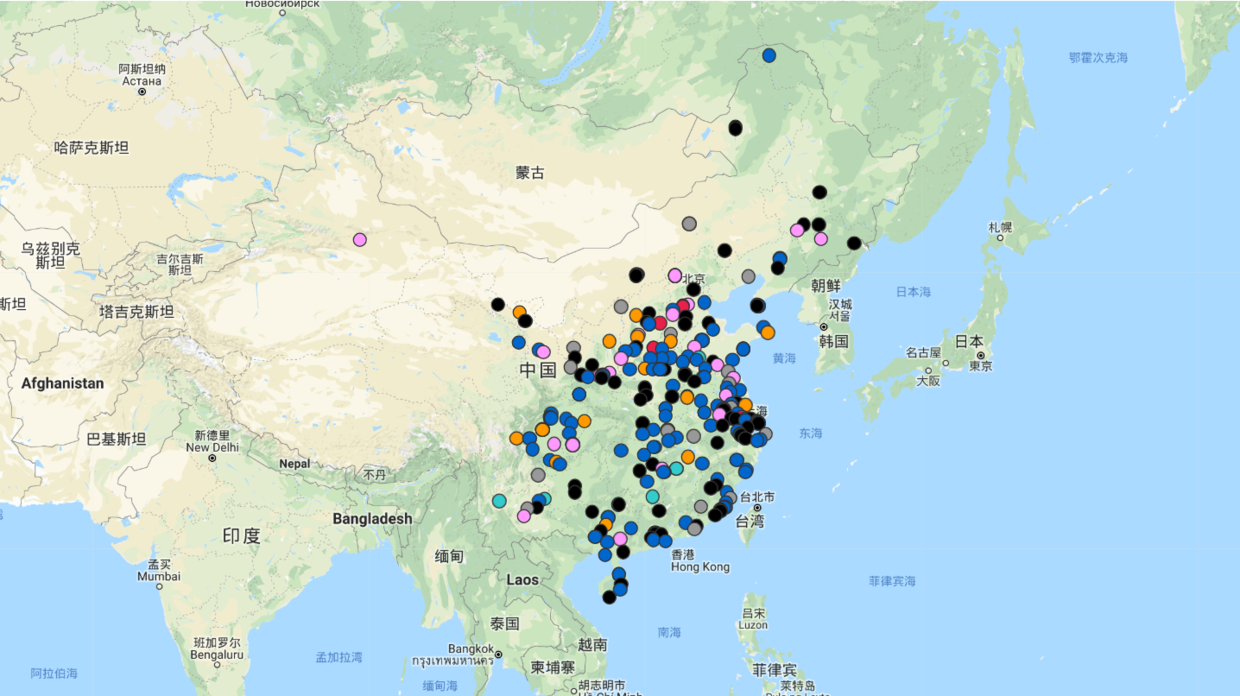 Новосибирск
鄂霍次克海
阿斯坦纳
Астана
哈萨克斯坦
蒙古
札幌
乌兹别克
斯坦
吉尔吉斯
斯坦
北京
朝鲜
日本海
斯坦
塔吉克斯坦
汉城
서울
韩国
日本
名古屋
東京
黄海
大阪
中国
Afghanistan
海
东海
巴基斯坦
新德里
New Delhi
Nepal
不丹
台北市
台湾
Bangladesh
印度
缅甸
香港
Hong Kong
孟买
Mumbai
Laos
菲律宾海
吕宋
Luzon
泰国
南海
班加罗尔
Bengaluru
越南
Bangkok
กรุงเทพมหานคร
孟加拉湾
柬埔寨
菲律宾
阿拉伯海
缅甸海
胡志明市
莱特岛